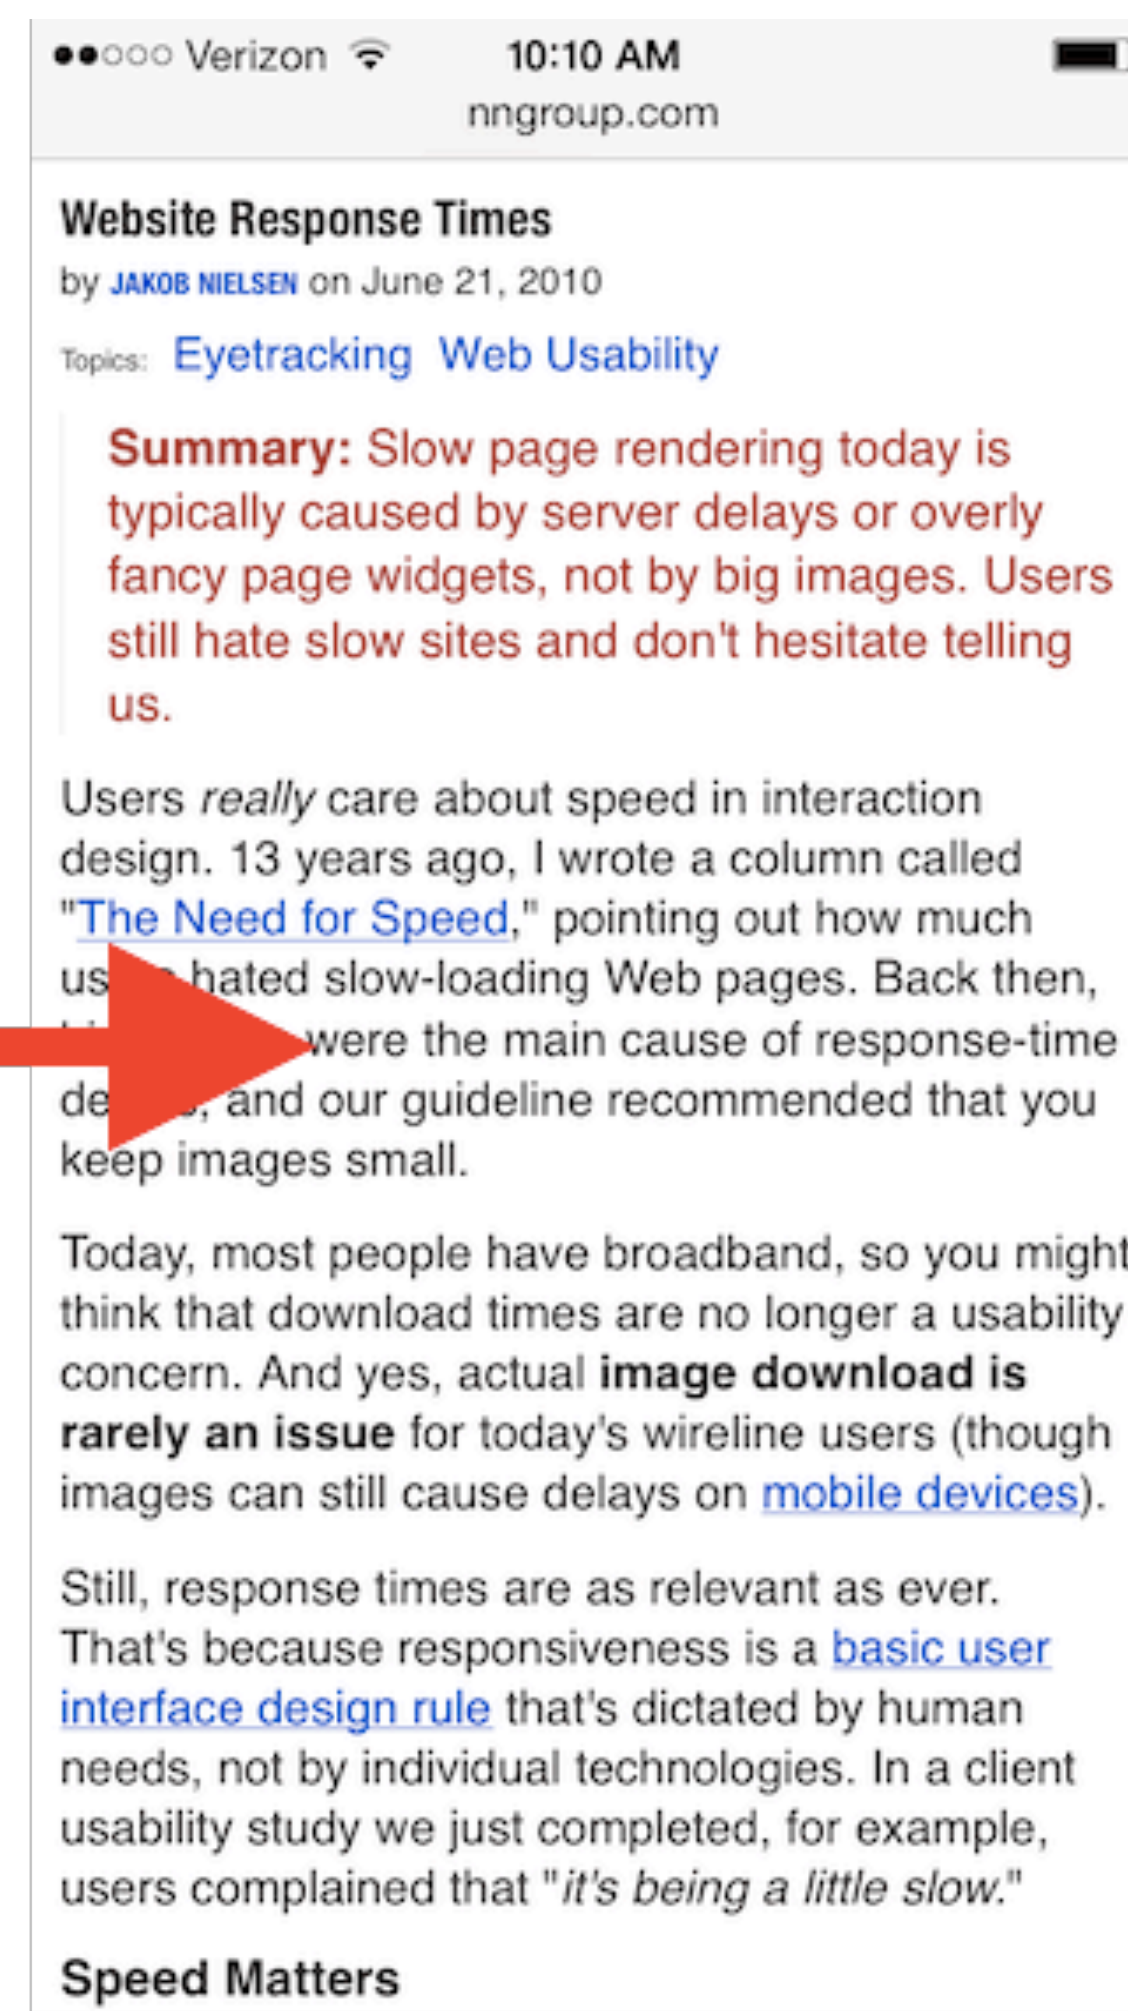 Verizon 10:10 AM
nngroup.com
Website Response Times
by JAKOB NIELSEN on June 21, 2010
Topics: Eyetracking Web Usability
Summary: Slow page rendering today is
typically caused by server delays or overly
fancy page widgets, not by big images. Users
still hate slow sites and don't hesitate telling
us.
Users really care about speed in interaction
design. 13 years ago, I wrote a column called
"The Need for Speed," pointing out how much
hated slow-loading Web pages. Back then,
were the main cause of response-time
and our guideline recommended that you
keep images small.
Today, most people have broadband, so you might
think that download times are no longer a usability
concern. And yes, actual image download is
rarely an issue for today's wireline users (though
images can still cause delays on mobile devices).
Still, response times are as relevant as ever.
That's because responsiveness is a basic user
interface design rule that's dictated by human
needs, not by individual technologies. In a client
usability study we just completed, for example,
users complained that "it's being a little slow."
Speed Matters